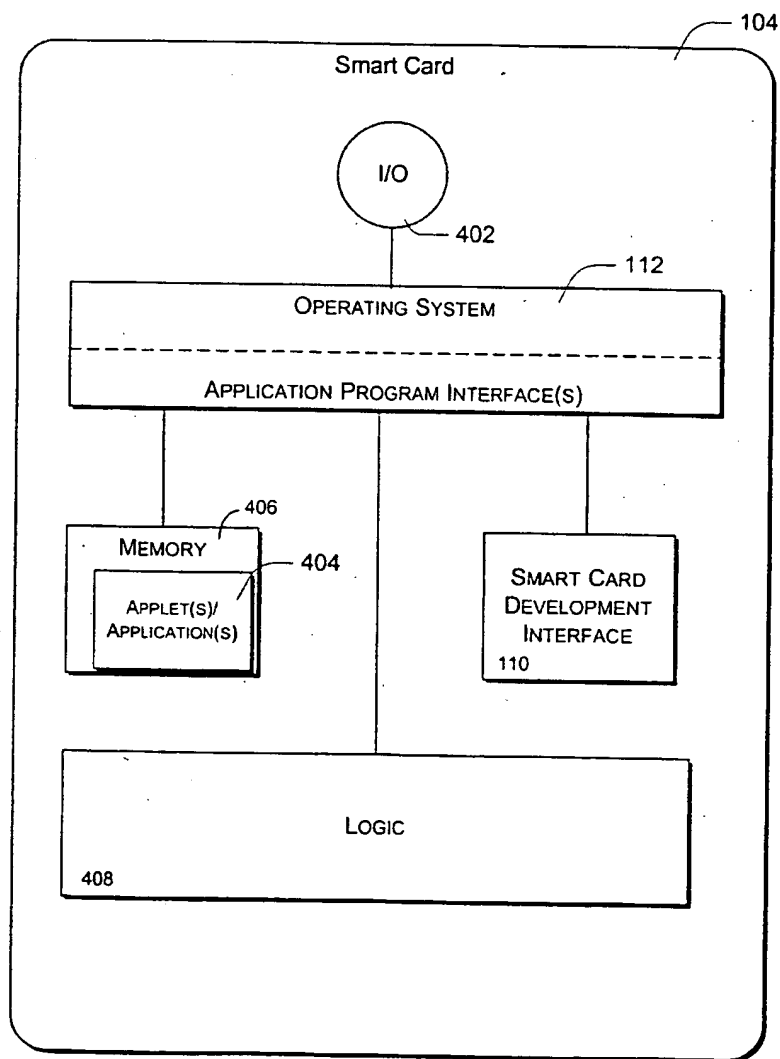 104
Smart Card
I/O
402
112
OPERATING SYSTEM
APPLICATION PROGRAM INTERFACE(S)
406
MEMORY
404
APPLET(S)/
APPLICATION(S)
SMART CARD
DEVELOPMENT
INTERFACE
110
LOGIC
408